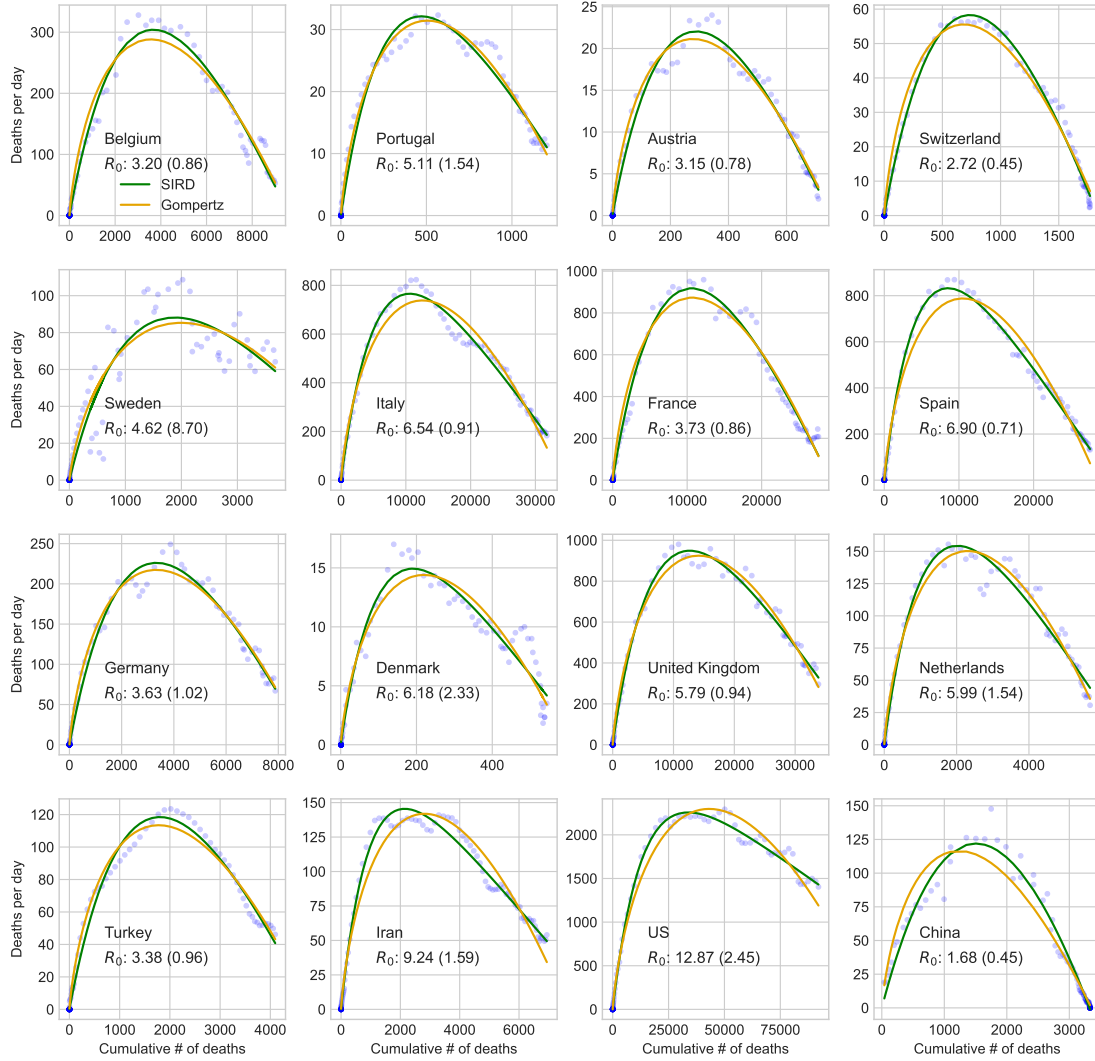 Deaths per day
300
200
100
0
0 2000 4000 6000 8000
Belgium
R0: 3.20 (0.86)
SIRD
Gompertz
30
20
10
0
0 500 1000
Portugal
R0: 5.11 (1.54)
25
20
15
10
5
0
0 200 400 600
Austria
R0: 3.15 (0.78)
60
50
40
30
20
10
0
0 500 1000 1500
Switzerland
R0: 2.72 (0.45)
Deaths per day
100
80
60
40
20
0
0 1000 2000 3000
Sweden
R0: 4.62 (8.70)
800
600
400
200
0
0 10000 20000 30000
Italy
R0: 6.54 (0.91)
1000
800
600
400
200
0
0 10000 20000
France
R0: 3.73 (0.86)
800
600
400
200
0
0 10000 20000
Spain
R0: 6.90 (0.71)
Deaths per day
250
200
150
100
50
0
0 2000 4000 6000 8000
Germany
R0: 3.63 (1.02)
15
10
5
0
0 200 400
Denmark
R0: 6.18 (2.33)
1000
800
600
400
200
0
0 10000 20000 30000
United Kingdom
R0: 5.79 (0.94)
150
125
100
75
50
25
0
0 2000 4000
Netherlands
R0: 5.99 (1.54)
Deaths per day
120
100
80
60
40
20
0
0 1000 2000 3000 4000
Turkey
R0: 3.38 (0.96)
Cumulative # of deaths
150
125
100
75
50
25
0
0 2000 4000 6000
Iran
R0: 9.24 (1.59)
Cumulative # of deaths
2000
1500
1000
500
0
0 25000 50000 75000
US
R0: 12.87 (2.45)
Cumulative # of deaths
150
125
100
75
50
25
0
0 1000 2000 3000
China
R0: 1.68 (0.45)
Cumulative # of deaths